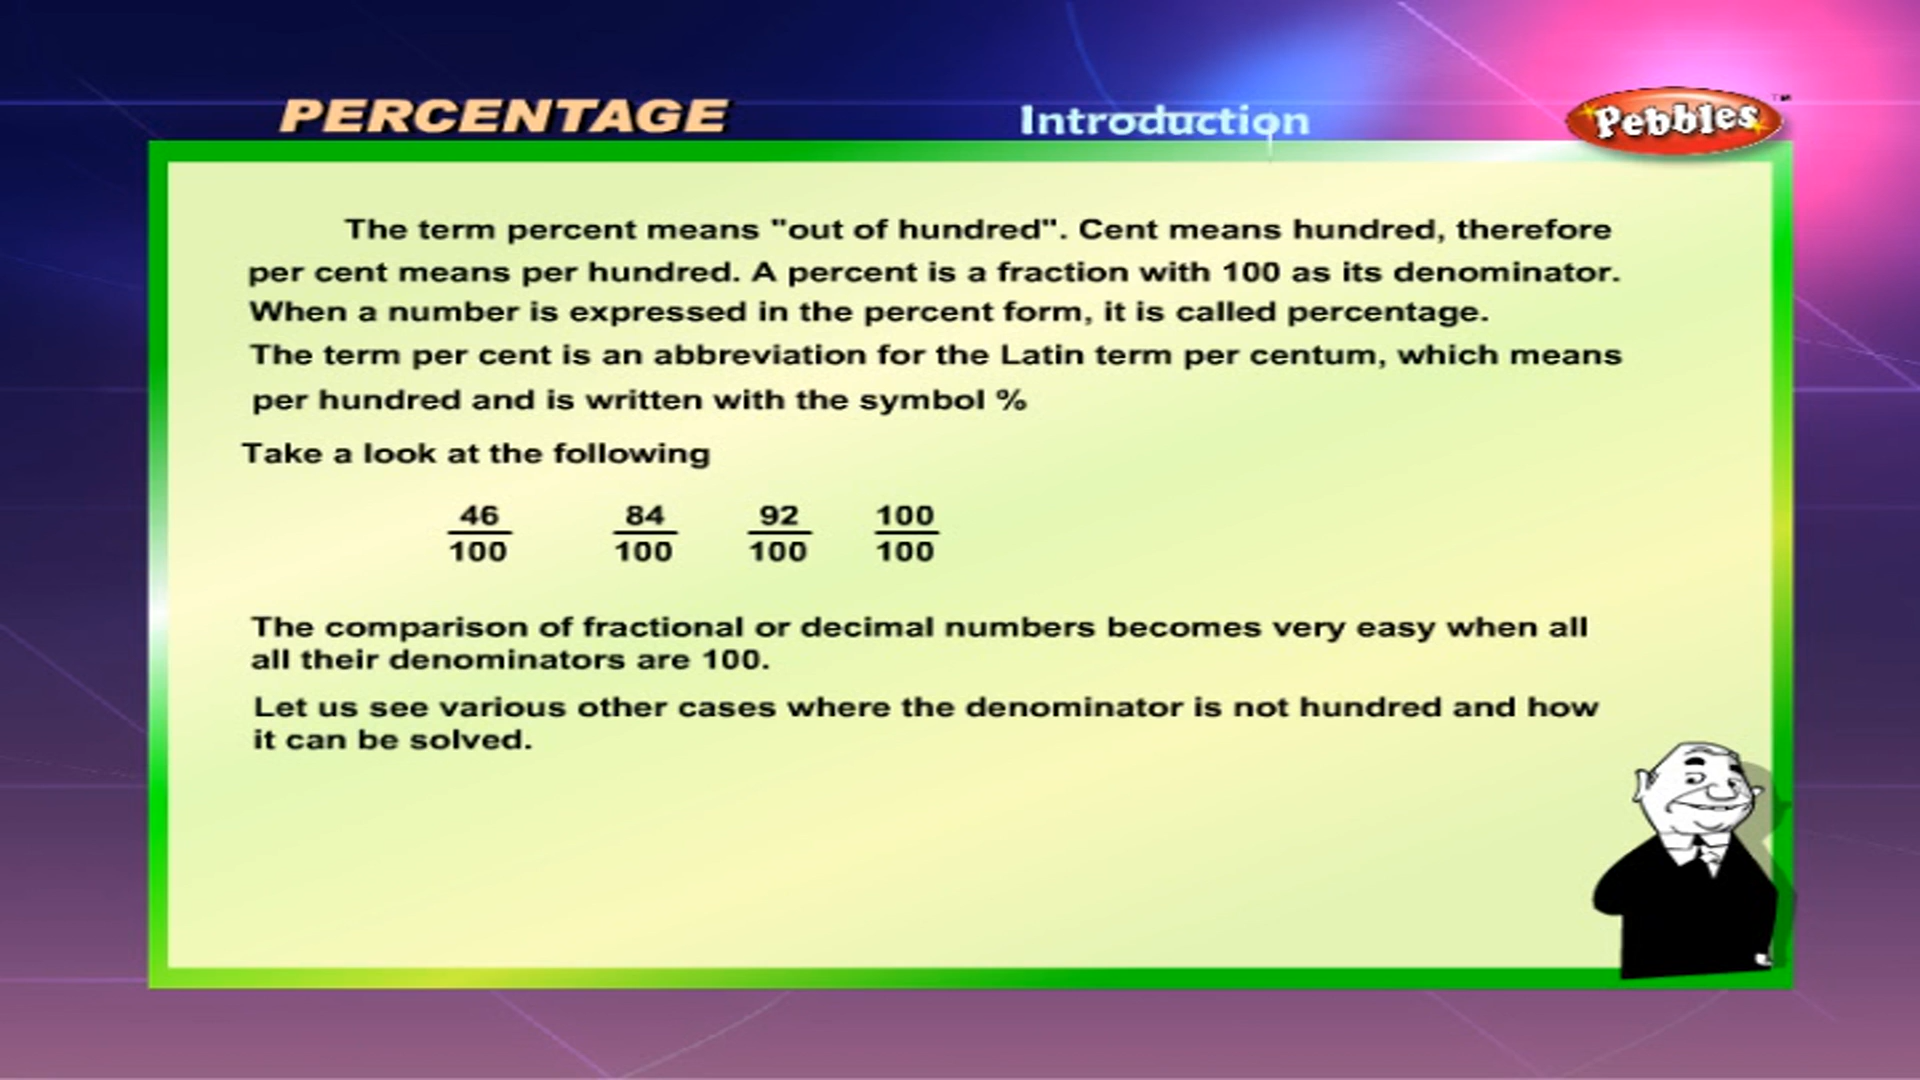 PERCENTAGE
Introduction
Pebbles™
The term percent means "out of hundred". Cent means hundred, therefore
per cent means per hundred. A percent is a fraction with 100 as its denominator.
When a number is expressed in the percent form, it is called percentage.
The term per cent is an abbreviation for the Latin term per centum, which means
per hundred and is written with the symbol %
Take a look at the following
46 84 92 100
100 100 100 100
The comparison of fractional or decimal numbers becomes very easy when all
all their denominators are 100.
Let us see various other cases where the denominator is not hundred and how
it can be solved.